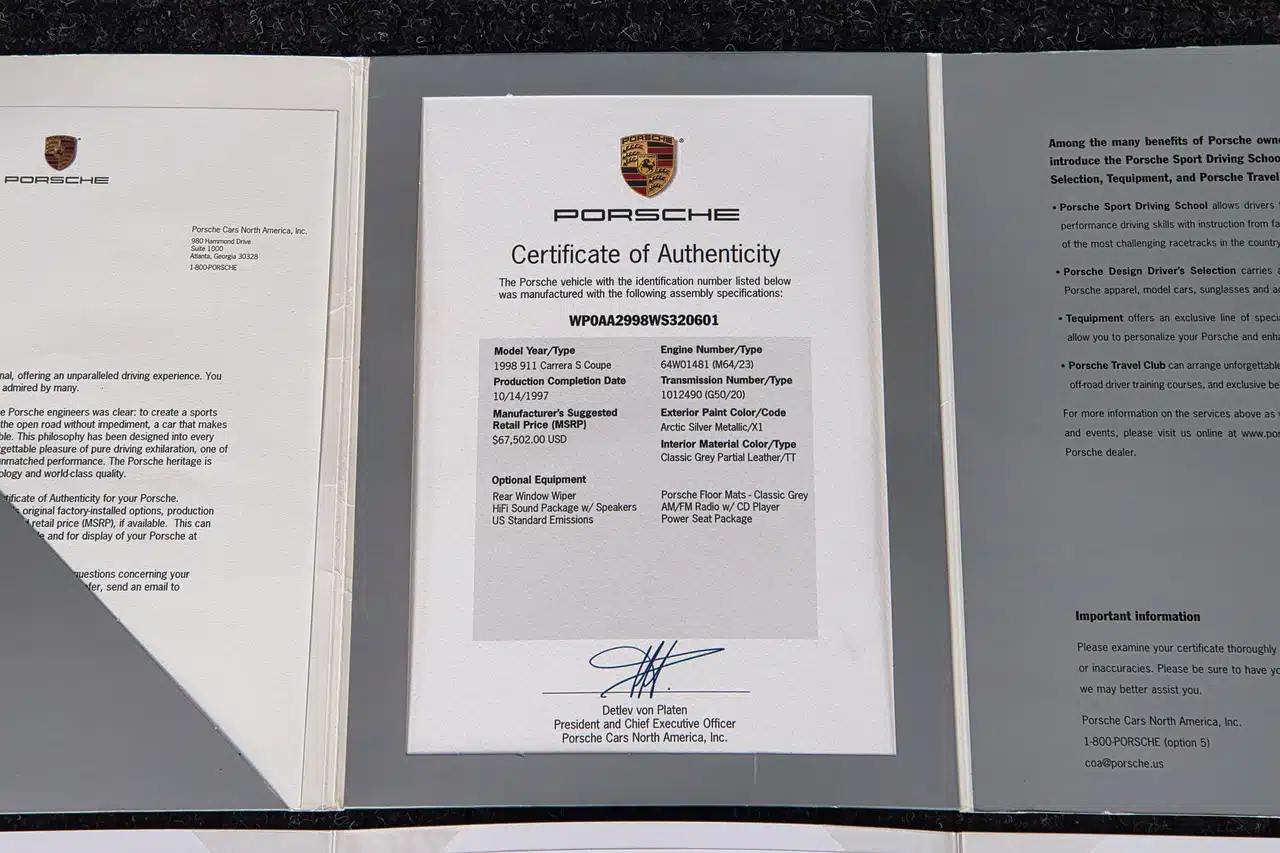 PORSCHE
Porsche Cars North America, Inc.
980 Hammond Drive
Suite 1000
Atlanta, Georgia 30328
1-800-PORSCHE
nal, offering an unparalleled driving experience. You
admired by many.
e Porsche engineers was clear: to create a sports
the open road without impediment, a car that makes
ble. This philosophy has been designed into every
gettable pleasure of pure driving exhilaration, one of
nmatched performance. The Porsche heritage is
ology and world-class quality.
tificate of Authenticity for your Porsche.
original factory-installed options, production
retail price (MSRP), if available. This can
and for display of your Porsche at
questions concerning your
fer, send an email to
PORSCHE
PORSCHE
Certificate of Authenticity
The Porsche vehicle with the identification number listed below
was manufactured with the following assembly specifications:
WP0AA2998WS320601
Model Year/Type
1998 911 Carrera S Coupe
Production Completion Date
10/14/1997
Manufacturer's Suggested
Retail Price (MSRP)
$67,502.00 USD
Engine Number/Type
64W01481 (M64/23)
Transmission Number/Type
1012490 (G50/20)
Exterior Paint Color/Code
Arctic Silver Metallic/X1
Interior Material Color/Type
Classic Grey Partial Leather/TT
Optional Equipment
Rear Window Wiper
HiFi Sound Package w/ Speakers
US Standard Emissions
Porsche Floor Mats - Classic Grey
AM/FM Radio w/ CD Player
Power Seat Package
Detlev von Platen
President and Chief Executive Officer
Porsche Cars North America, Inc.
Among the many benefits of Porsche owne
introduce the Porsche Sport Driving Schoo
Selection, Tequipment, and Porsche Travel
• Porsche Sport Driving School allows drivers
performance driving skills with instruction from fa
of the most challenging racetracks in the country
• Porsche Design Driver's Selection carries
Porsche apparel, model cars, sunglasses and ac
• Tequipment offers an exclusive line of speci
allow you to personalize your Porsche and enha
• Porsche Travel Club can arrange unforgettable
off-road driver training courses, and exclusive be
For more information on the services above as
and events, please visit us online at www.por
Porsche dealer.
Important information
Please examine your certificate thoroughly
or inaccuracies. Please be sure to have yo
we may better assist you.
Porsche Cars North America, Inc.
1-800-PORSCHE (option 5)
coa@porsche.us